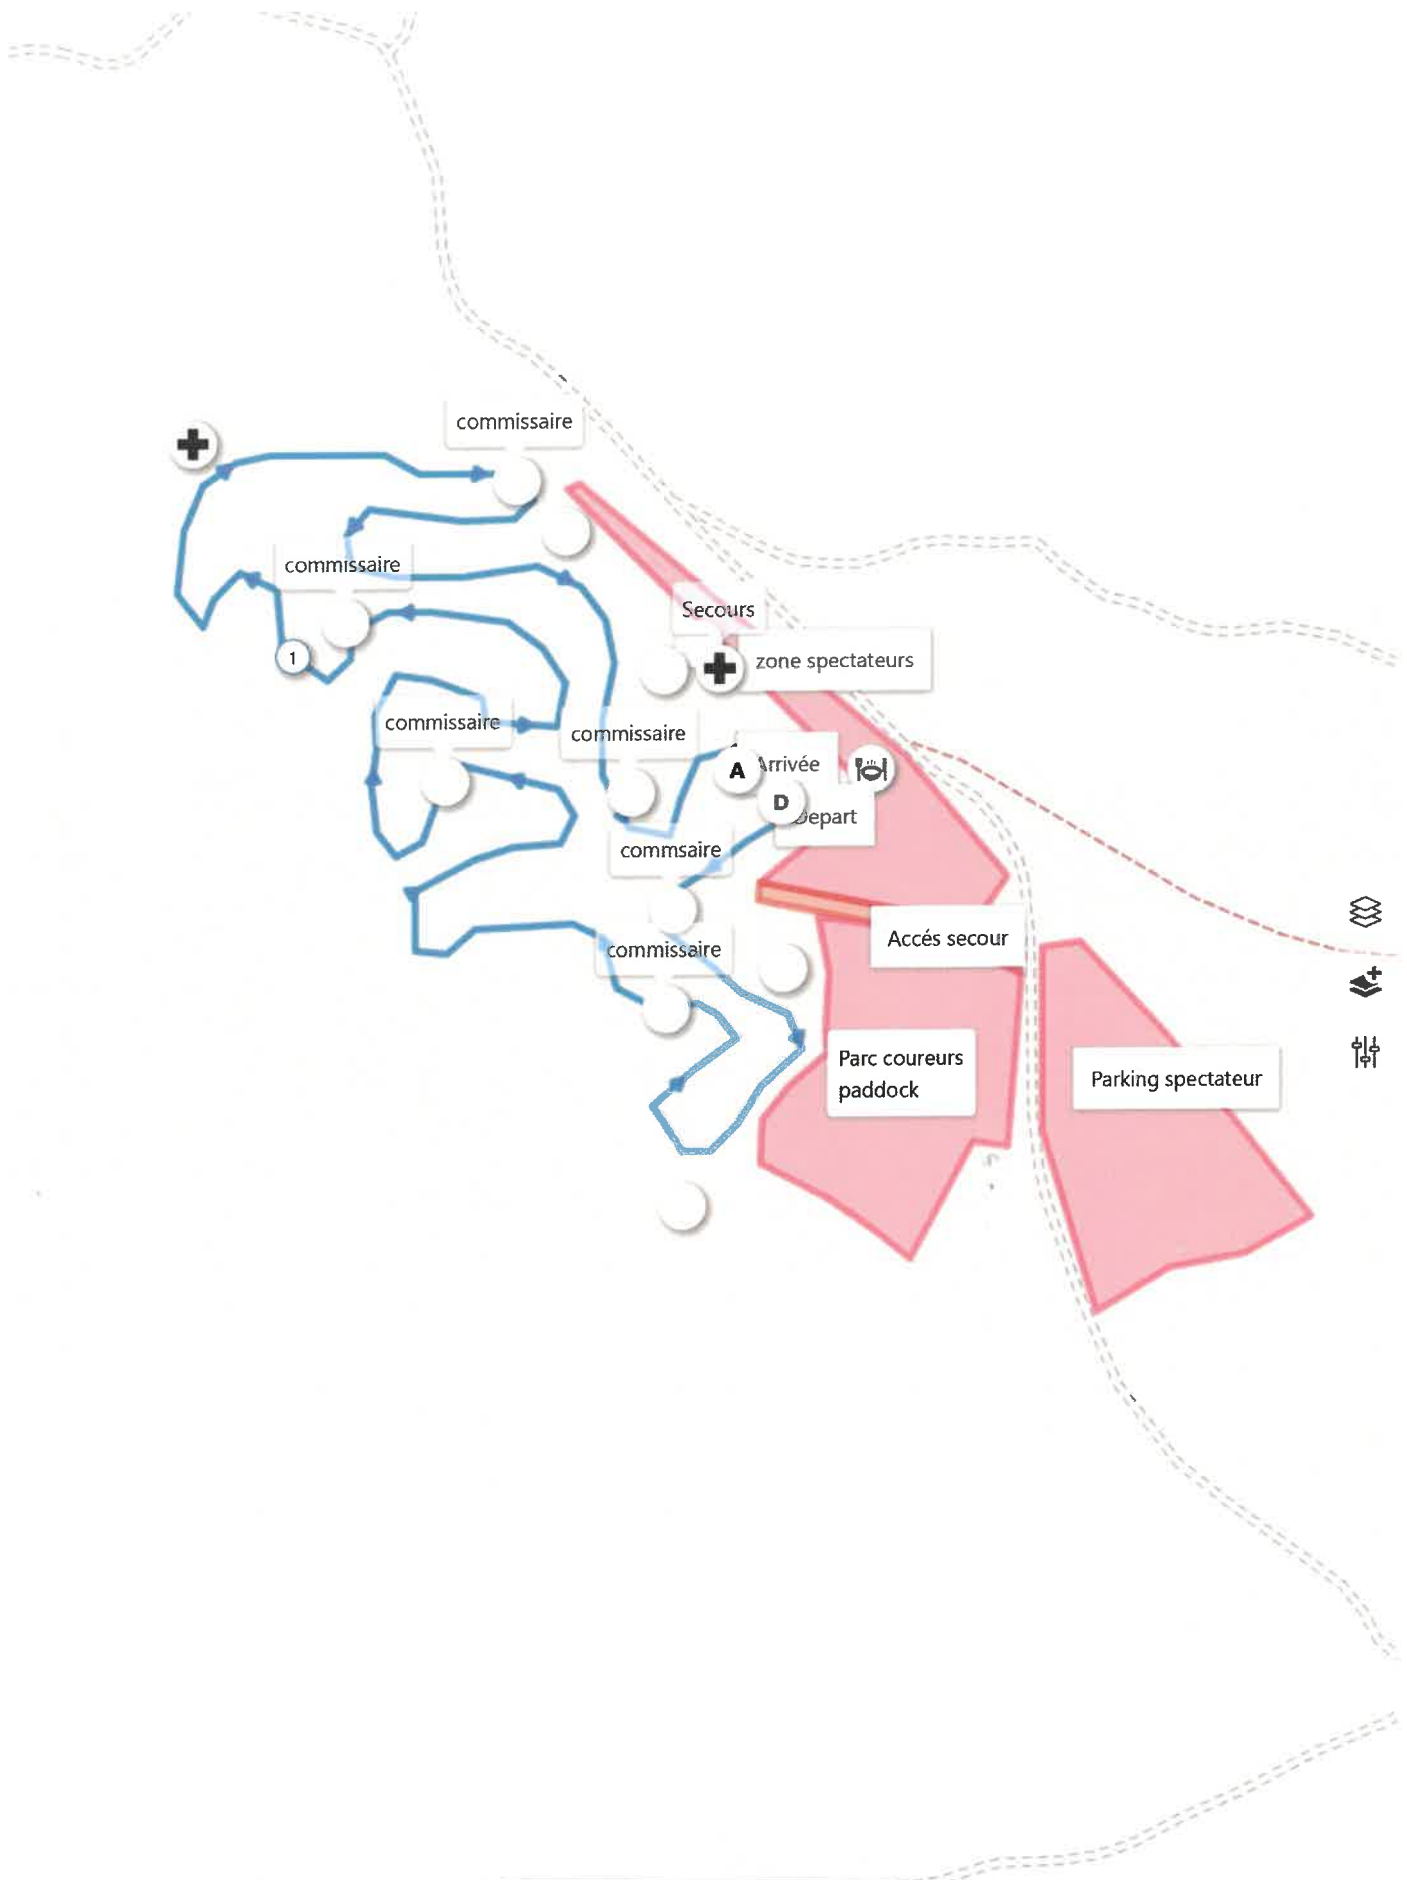 commissaire
commissaire
Secours
zone spectateurs
1
commissaire
commissaire
A
Arrivée
D
Depart
commsaire
Accés secour
commissaire
Parc coureurs
paddock
Parking spectateur